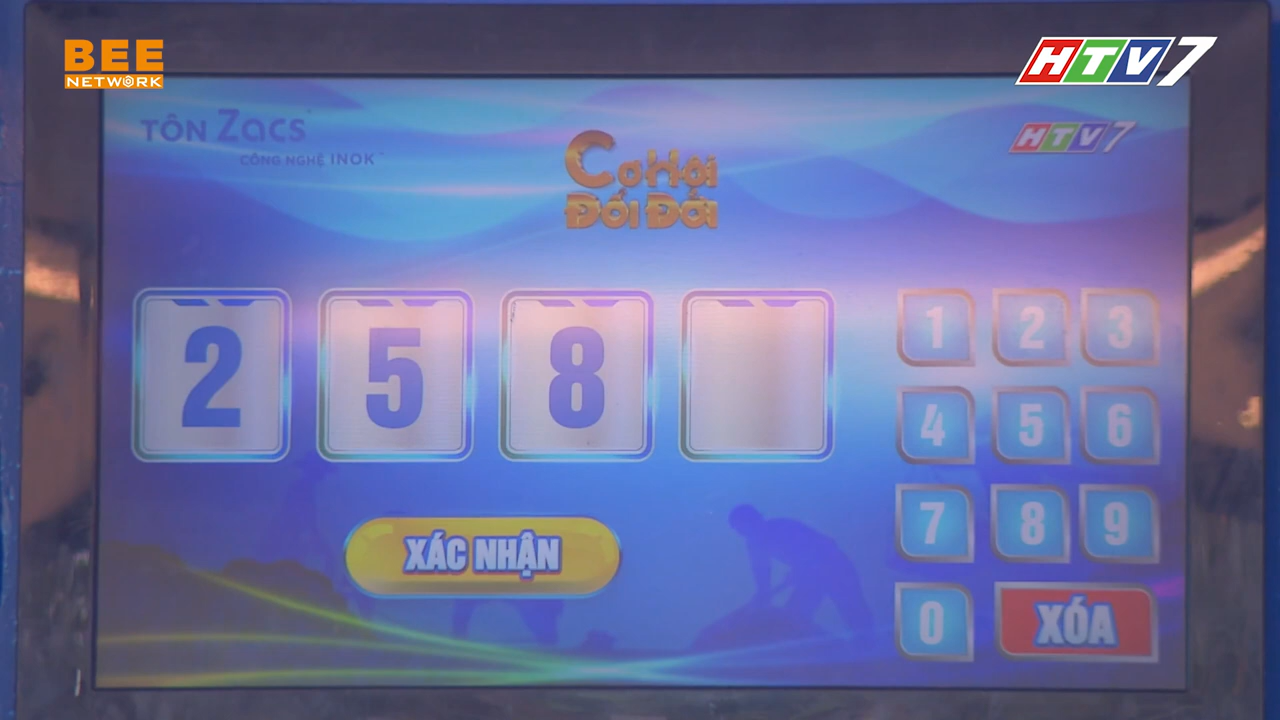 BEE
NETWORK
HTV7
TÔN Zacs
CÔNG NGHỆ INOK™
Cơ Hội
Đổi Đời
HTV7
2 5 8
1 2 3
4 5 6
7 8 9
0 XÓA
XÁC NHẬN